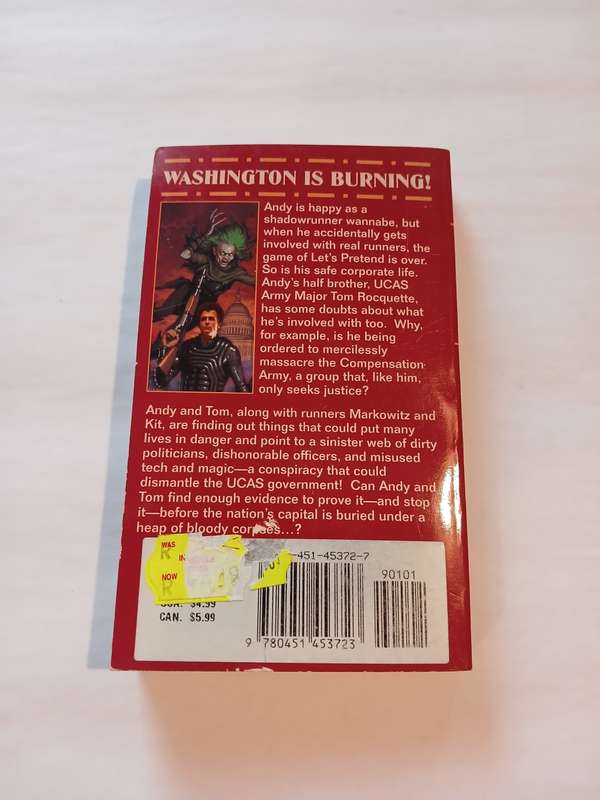 WASHINGTON IS BURNING!
Andy is happy as a
shadowrunner wannabe, but
when he accidentally gets
involved with real runners, the
game of Let's Pretend is over.
So is his safe corporate life.
Andy's half brother, UCAS
Army Major Tom Rocquette,
has some doubts about what
he's involved with too. Why,
for example, is he being
ordered to mercilessly
massacre the Compensation
Army, a group that, like him,
only seeks justice?
Andy and Tom, along with runners Markowitz and
Kit, are finding out things that could put many
lives in danger and point to a sinister web of dirty
politicians, dishonorable officers, and misused
tech and magic—a conspiracy that could
dismantle the UCAS government! Can Andy and
Tom find enough evidence to prove it—and stop
it—before the nation's capital is buried under a
heap of bloody corpses...?
-451-45372-7
WAS
R
NOW
R
90101
$4.99
CAN. $5.99
9 780451 453723